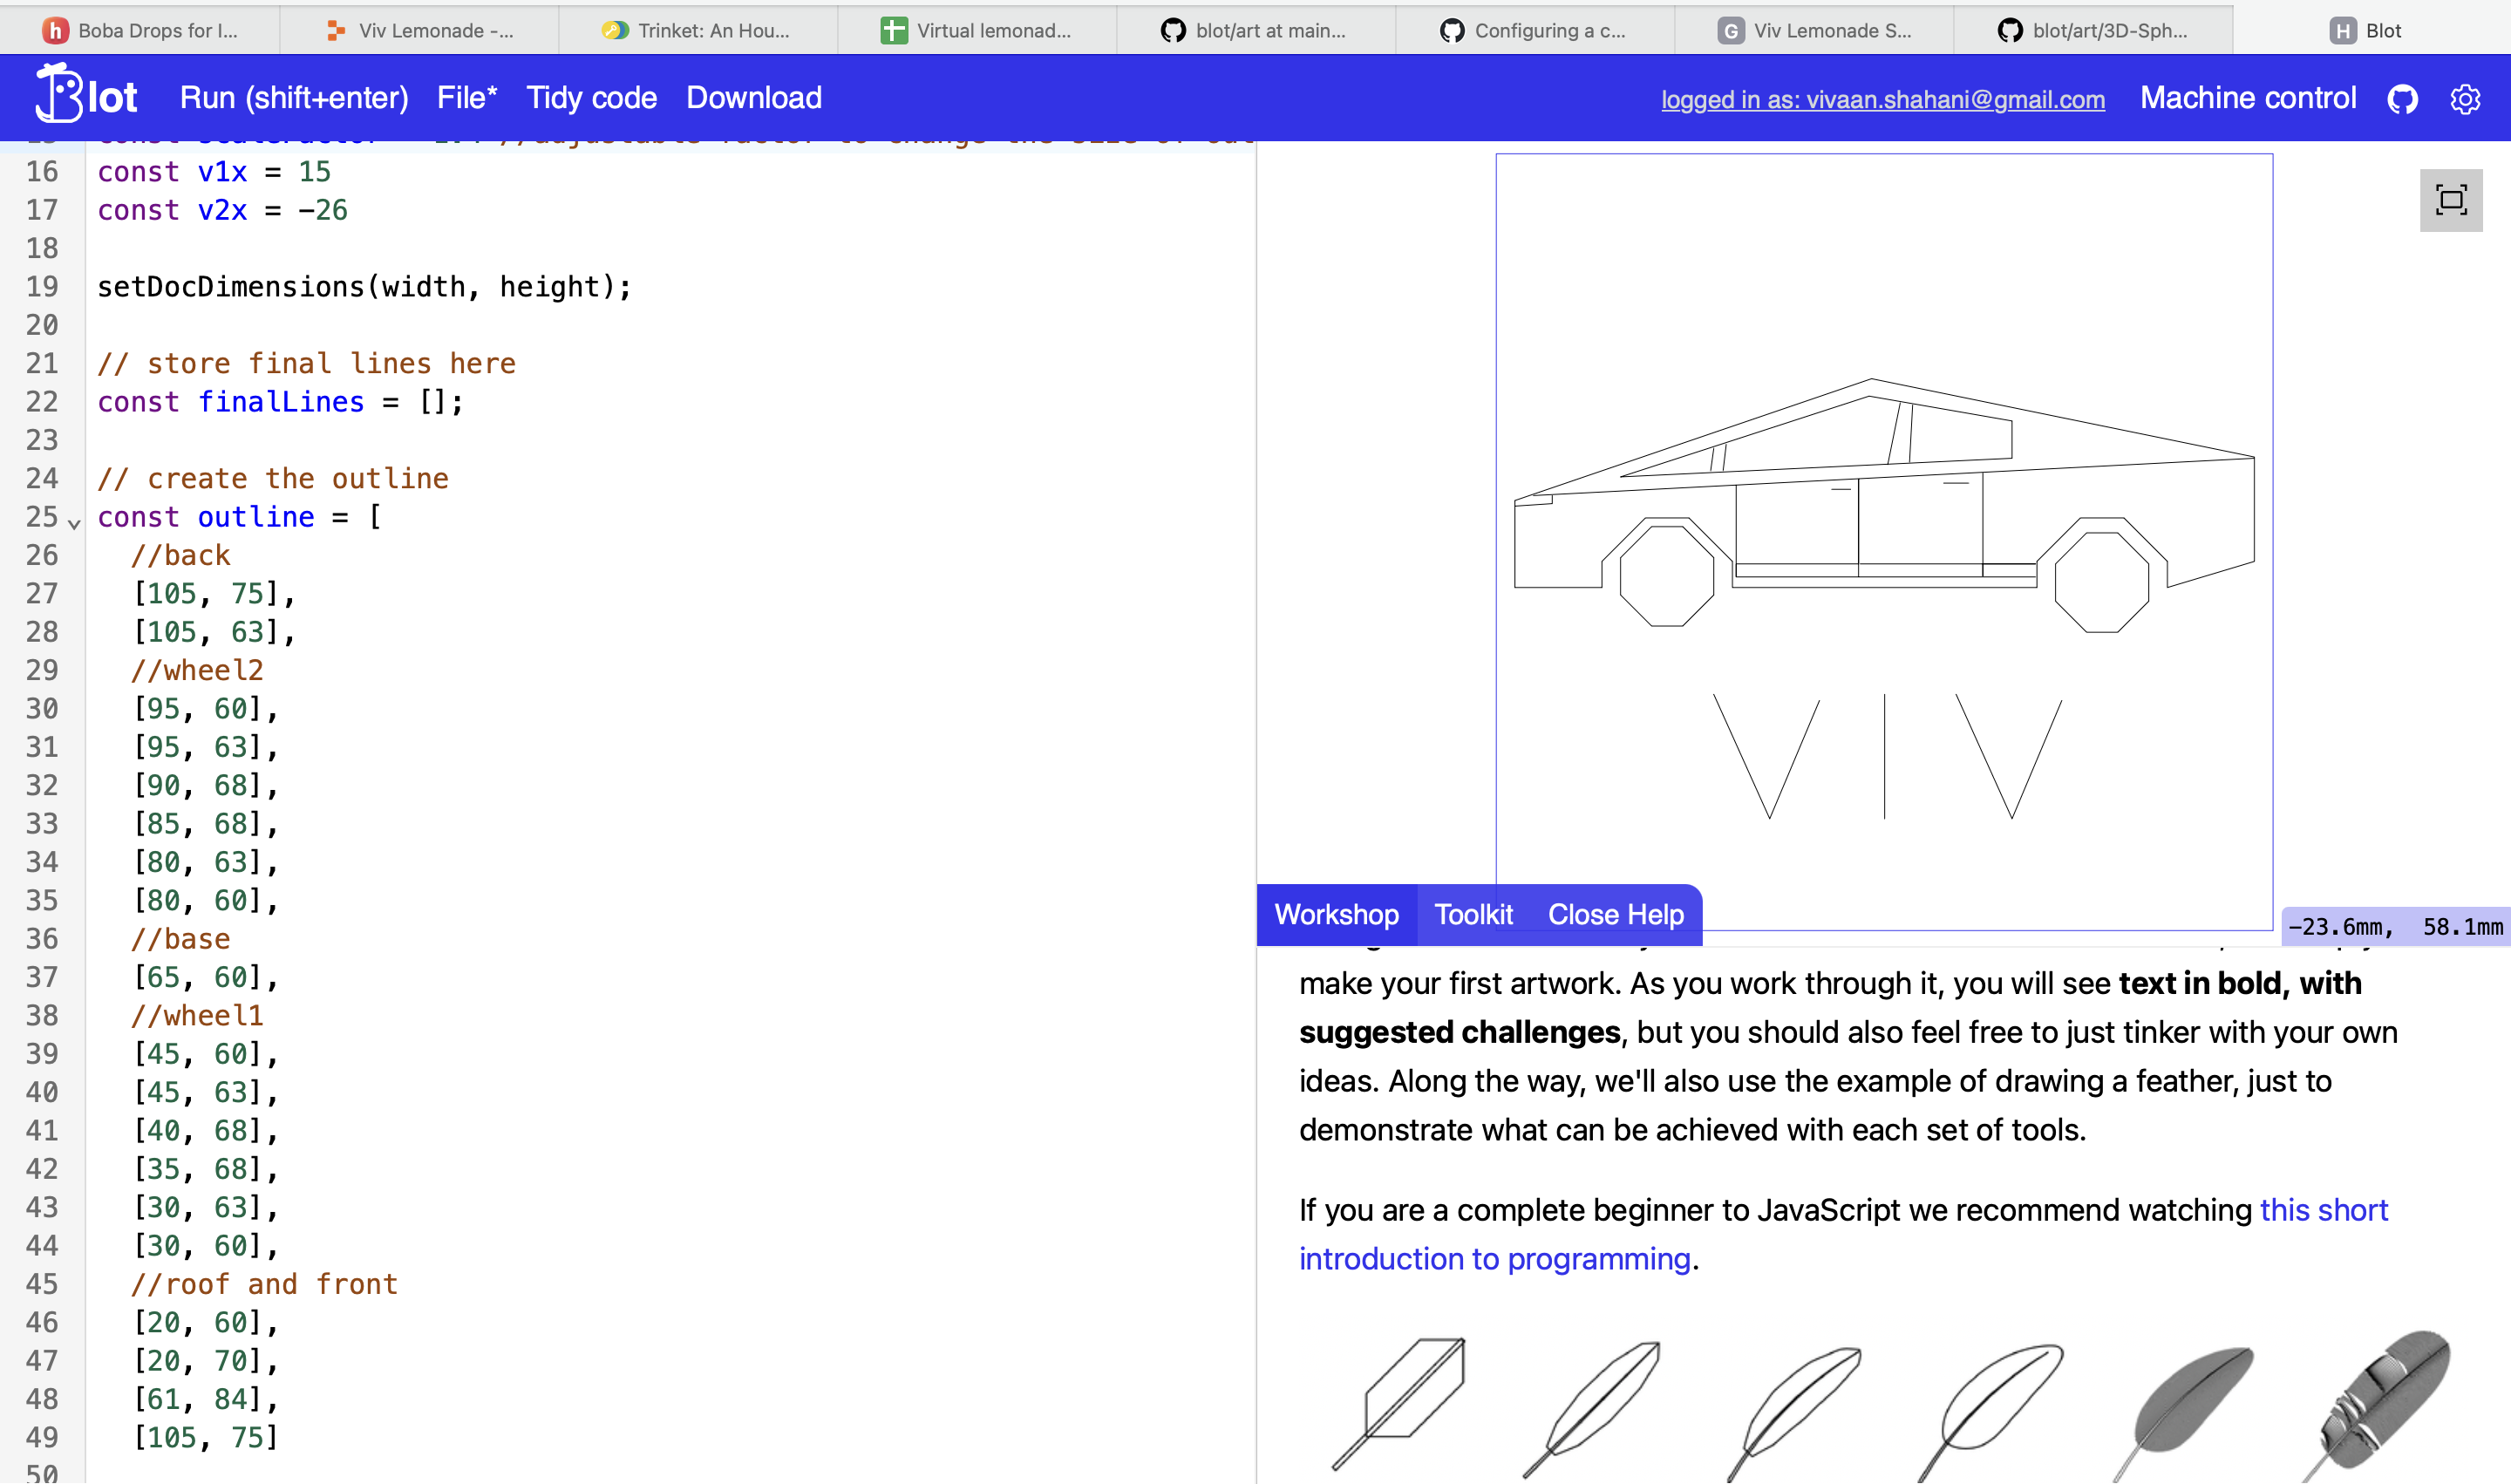 Boba Drops for I...
Viv Lemonade -...
Trinket: An Hou...
Virtual lemonad...
blot/art at main...
Configuring a c...
G Viv Lemonade S...
blot/art/3D-Sph...
H Blot
Blot
Run (shift+enter) File* Tidy code Download
logged in as: vivaan.shahani@gmail.com
Machine control
16 const v1x = 15
17 const v2x = -26
18
19 setDocDimensions(width, height);
20
21 // store final lines here
22 const finalLines = [];
23
24 // create the outline
25 const outline = [
26 //back
27 [105, 75],
28 [105, 63],
29 //wheel2
30 [95, 60],
31 [95, 63],
32 [90, 68],
33 [85, 68],
34 [80, 63],
35 [80, 60],
36 //base
37 [65, 60],
38 //wheel1
39 [45, 60],
40 [45, 63],
41 [40, 68],
42 [35, 68],
43 [30, 63],
44 [30, 60],
45 //roof and front
46 [20, 60],
47 [20, 70],
48 [61, 84],
49 [105, 75]
50
VIV
Workshop Toolkit Close Help
-23.6mm, 58.1mm
make your first artwork. As you work through it, you will see text in bold, with
suggested challenges, but you should also feel free to just tinker with your own
ideas. Along the way, we'll also use the example of drawing a feather, just to
demonstrate what can be achieved with each set of tools.
If you are a complete beginner to JavaScript we recommend watching this short
introduction to programming.